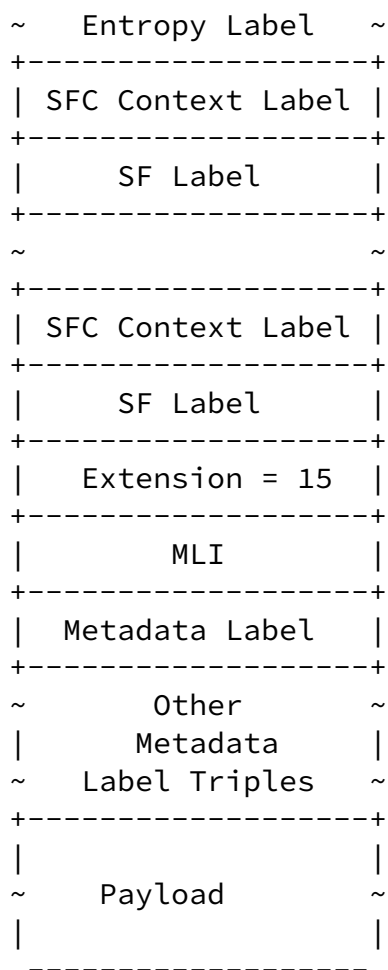 ~ Entropy Label ~
+-------------------+
| SFC Context Label |
+-------------------+
| SF Label |
+-------------------+
~ ~
+-------------------+
| SFC Context Label |
+-------------------+
| SF Label |
+-------------------+
| Extension = 15 |
+-------------------+
| MLI |
+-------------------+
| Metadata Label |
+-------------------+
~ Other ~
| Metadata |
~ Label Triples ~
+-------------------+
| |
~ Payload ~
| |
-------------------